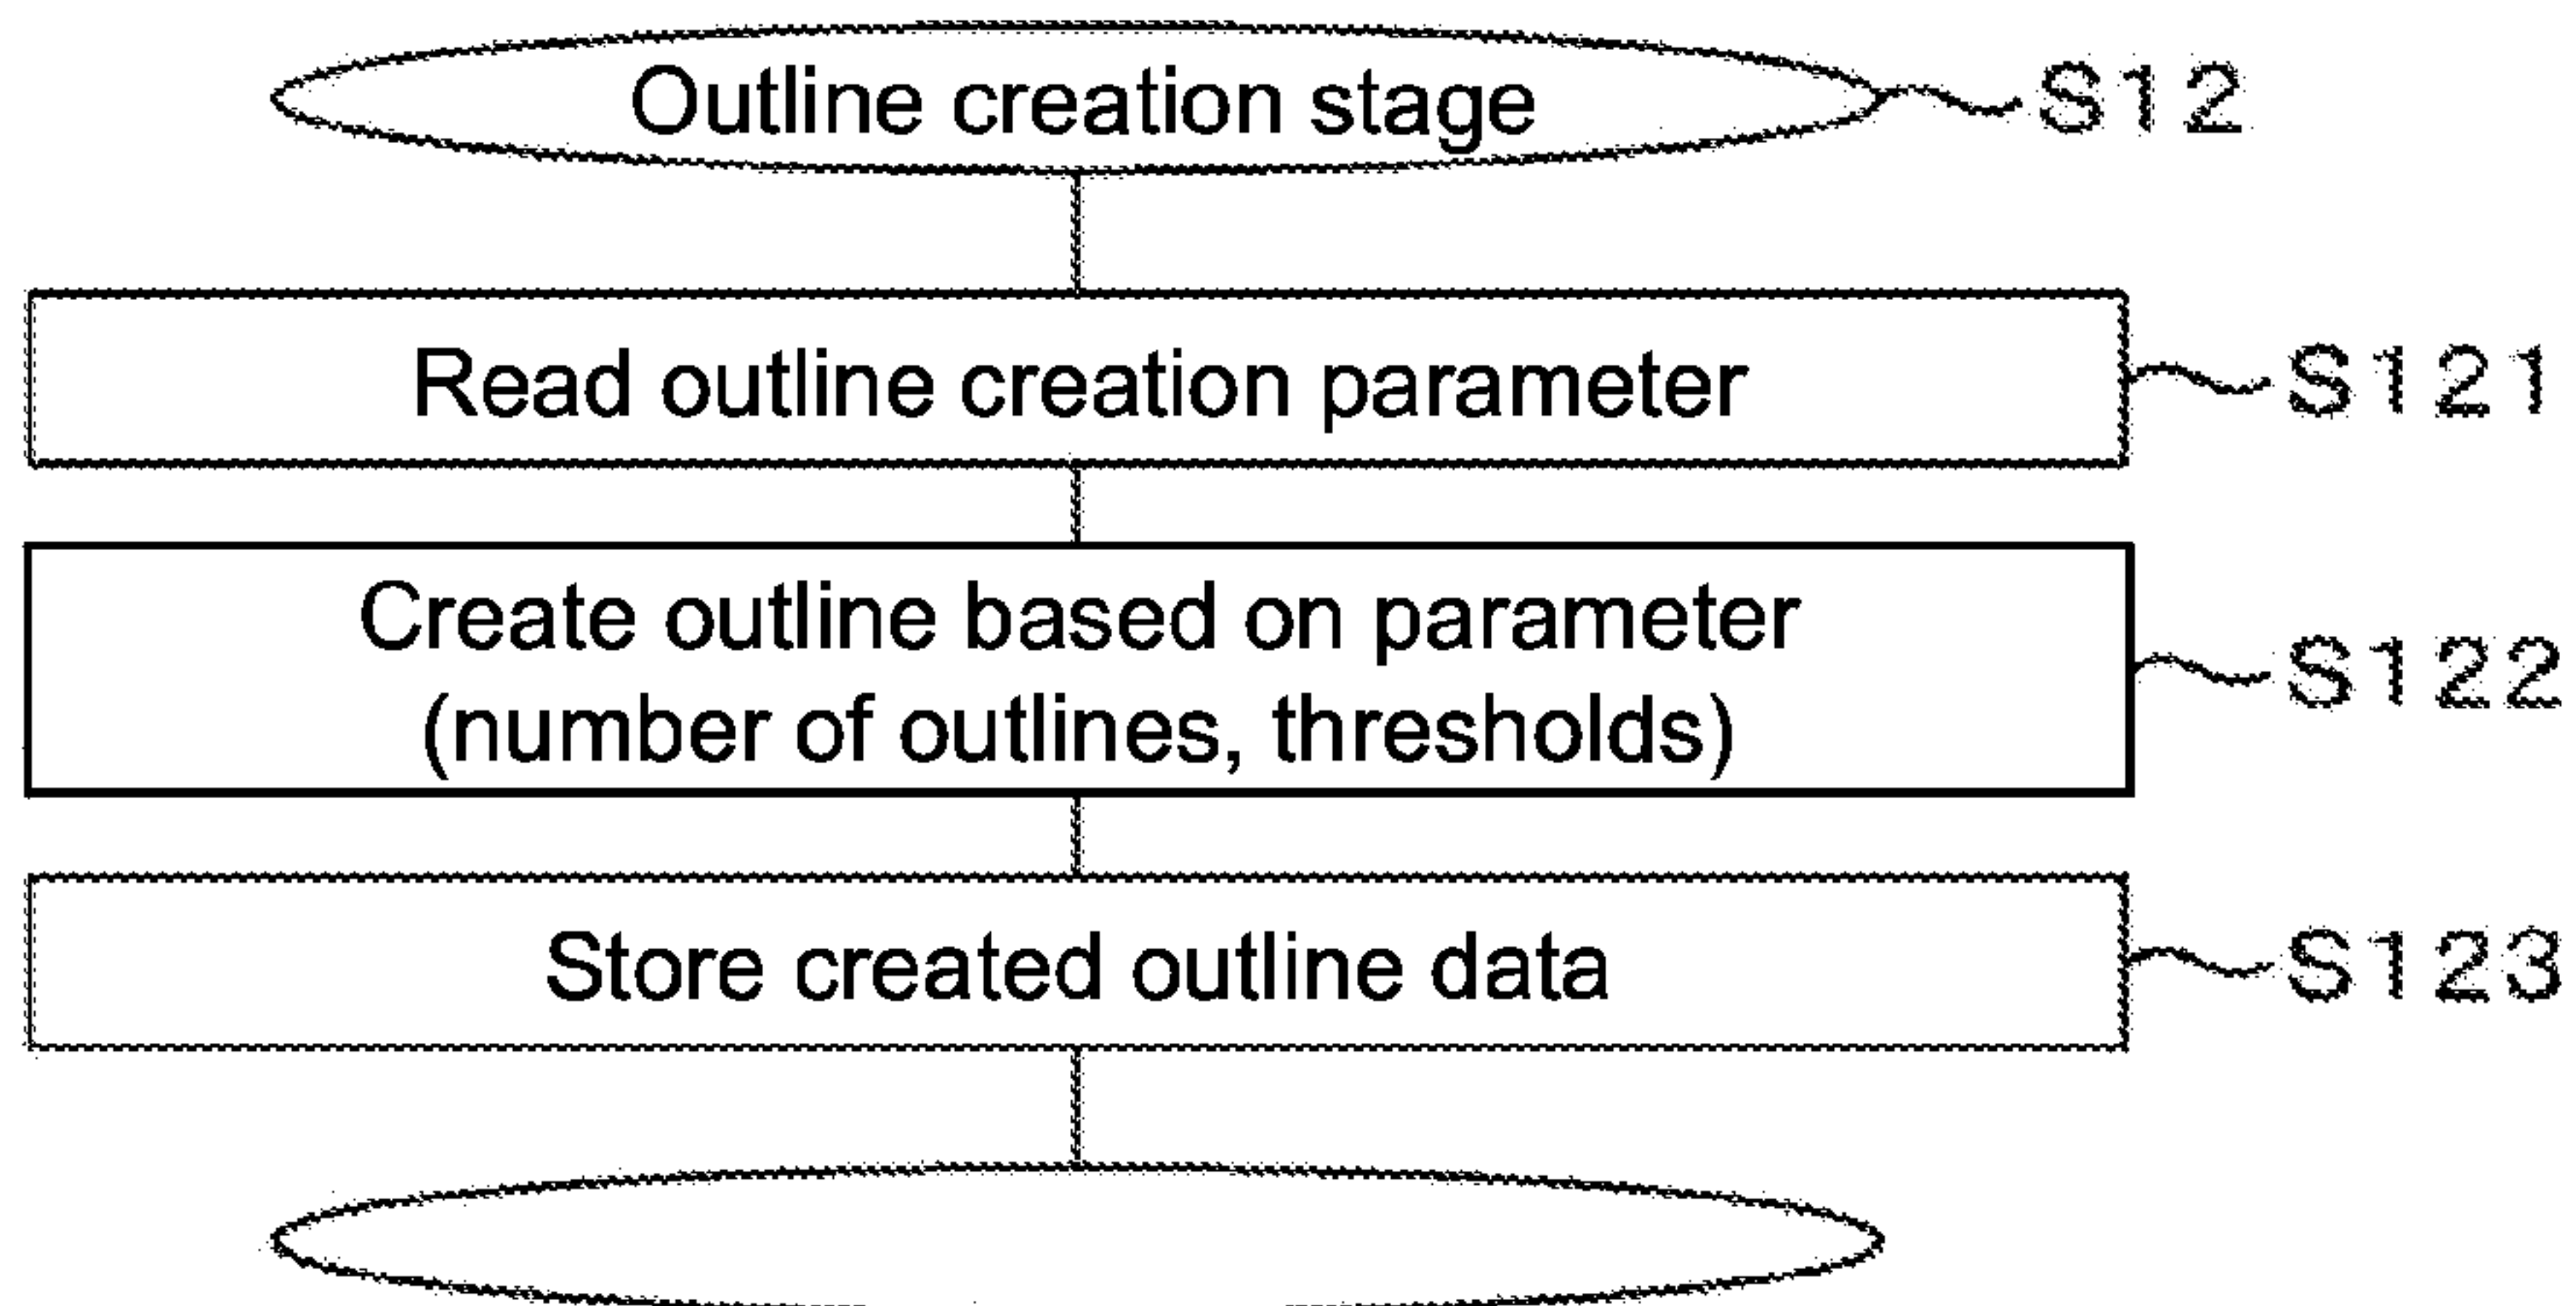 Outline creation stage S12
Read outline creation parameter S121
Create outline based on parameter
(number of outlines, thresholds) S122
Store created outline data S123